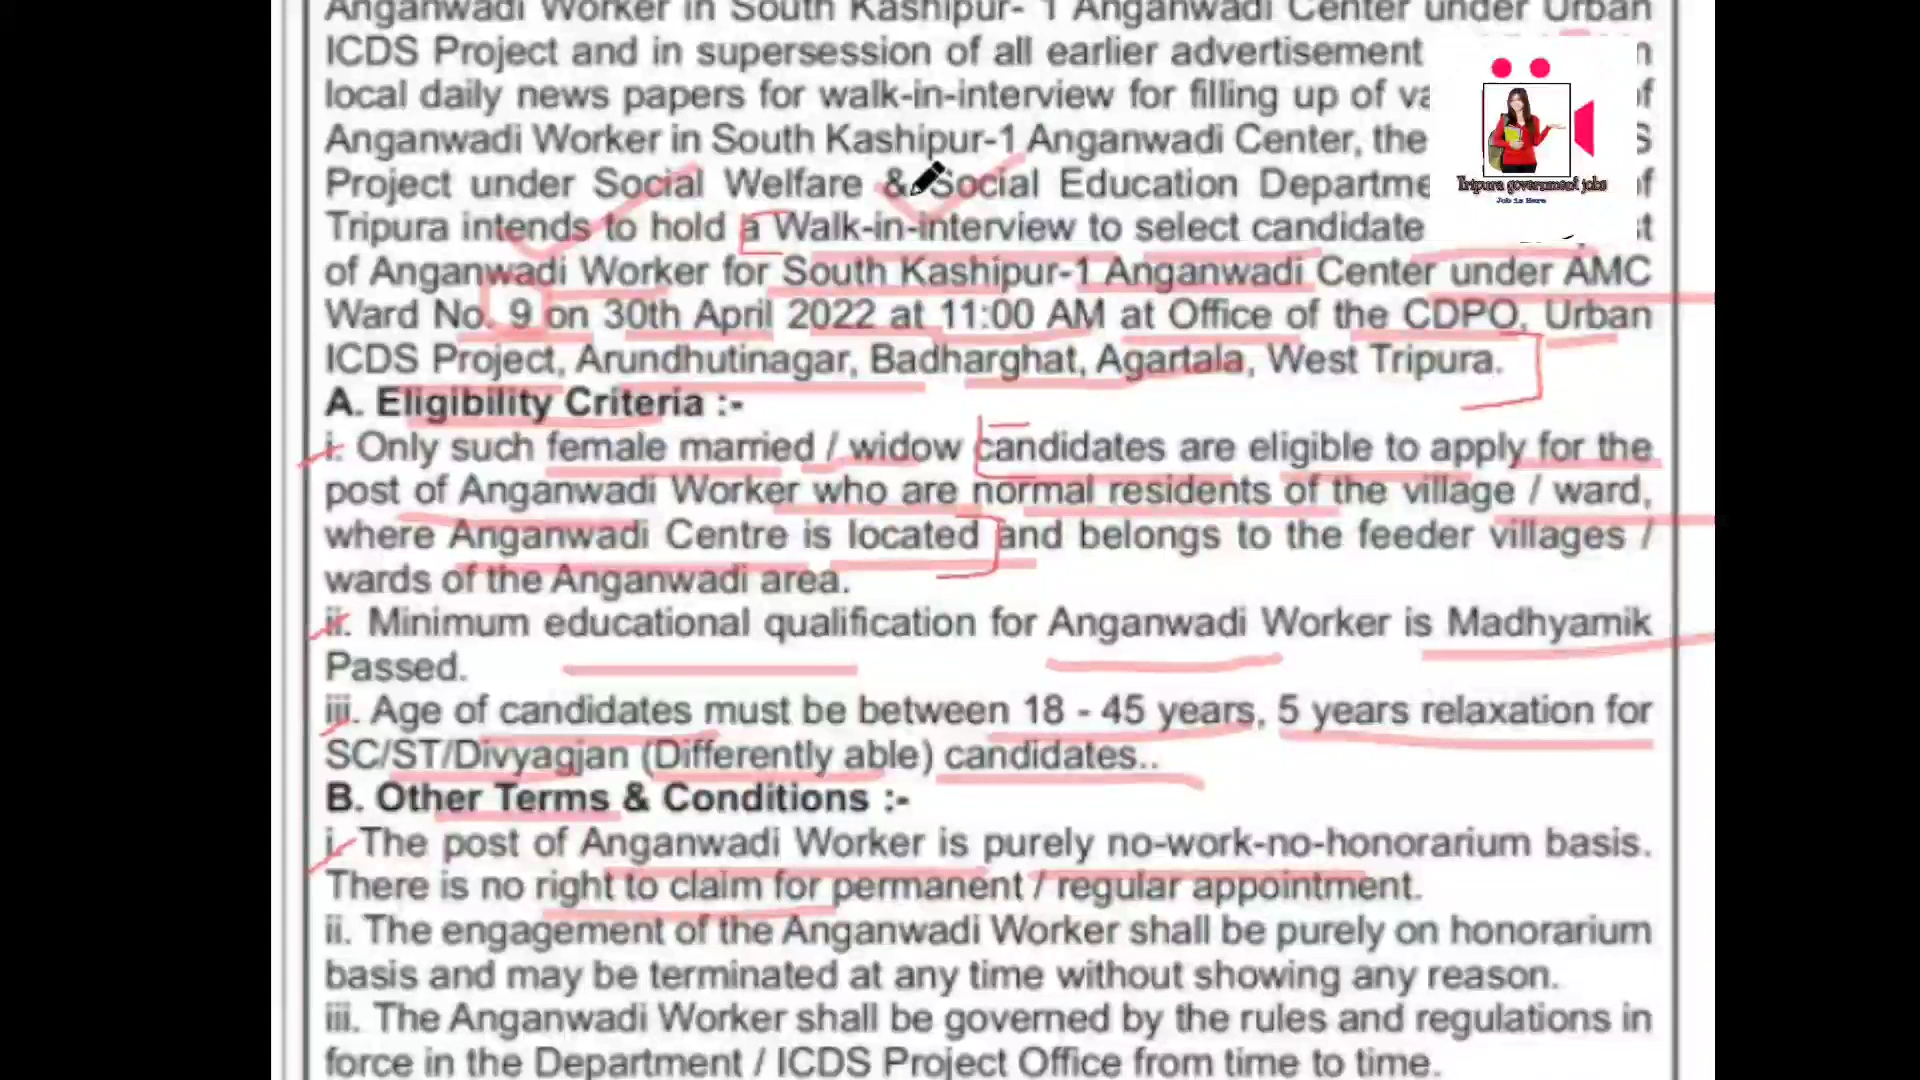 Anganwadi Worker in South Kashipur- 1 Anganwadi Center under Urban
ICDS Project and in supersession of all earlier advertisement
local daily news papers for walk-in-interview for filling up of
Anganwadi Worker in South Kashipur-1 Anganwadi Center, the
Project under Social Welfare & Social Education
Tripura intends to hold a Walk-in-interview to select candidate
of Anganwadi Worker for South Kashipur-1 Anganwadi Center under AMC
Ward No. 9 on 30th April 2022 at 11:00 AM at Office of the CDPO, Urban
ICDS Project, Arundhutinagar, Badharghat, Agartala, West Tripura.
A. Eligibility Criteria :-
i. Only such female married / widow candidates are eligible to apply for the
post of Anganwadi Worker who are normal residents of the village / ward,
where Anganwadi Centre is located and belongs to the feeder villages /
wards of the Anganwadi area.
ii. Minimum educational qualification for Anganwadi Worker is Madhyamik
Passed.
iii. Age of candidates must be between 18 - 45 years, 5 years relaxation for
SC/ST/Divyagjan (Differently able) candidates..
B. Other Terms & Conditions :-
i. The post of Anganwadi Worker is purely no-work-no-honorarium basis.
There is no right to claim for permanent / regular appointment.
ii. The engagement of the Anganwadi Worker shall be purely on honorarium
basis and may be terminated at any time without showing any reason.
iii. The Anganwadi Worker shall be governed by the rules and regulations in
force in the Department / ICDS Project Office from time to time.
Tripura government jobs
Job is Here